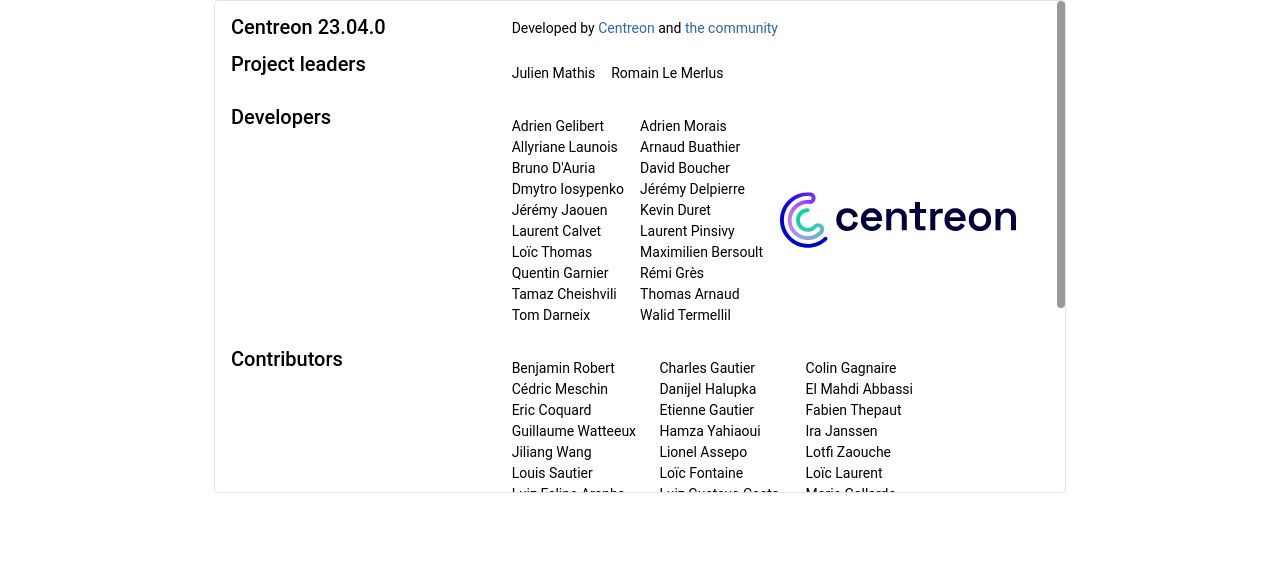 Centreon 23.04.0
Developed by Centreon and the community
Project leaders
Julien Mathis Romain Le Merlus
Developers
Adrien Gelibert Adrien Morais
Allyriane Launois Arnaud Buathier
Bruno D'Auria David Boucher
Dmytro Iosypenko Jérémy Delpierre
Jérémy Jaouen Kevin Duret
Laurent Calvet Laurent Pinsivy
Loïc Thomas Maximilien Bersoult
Quentin Garnier Rémi Grès
Tamaz Cheishvili Thomas Arnaud
Tom Darneix Walid Termellil
centreon
Contributors
Benjamin Robert Charles Gautier Colin Gagnaire
Cédric Meschin Danijel Halupka El Mahdi Abbassi
Eric Coquard Etienne Gautier Fabien Thepaut
Guillaume Watteeux Hamza Yahiaoui Ira Janssen
Jiliang Wang Lionel Assepo Lotfi Zaouche
Louis Sautier Loïc Fontaine Loïc Laurent